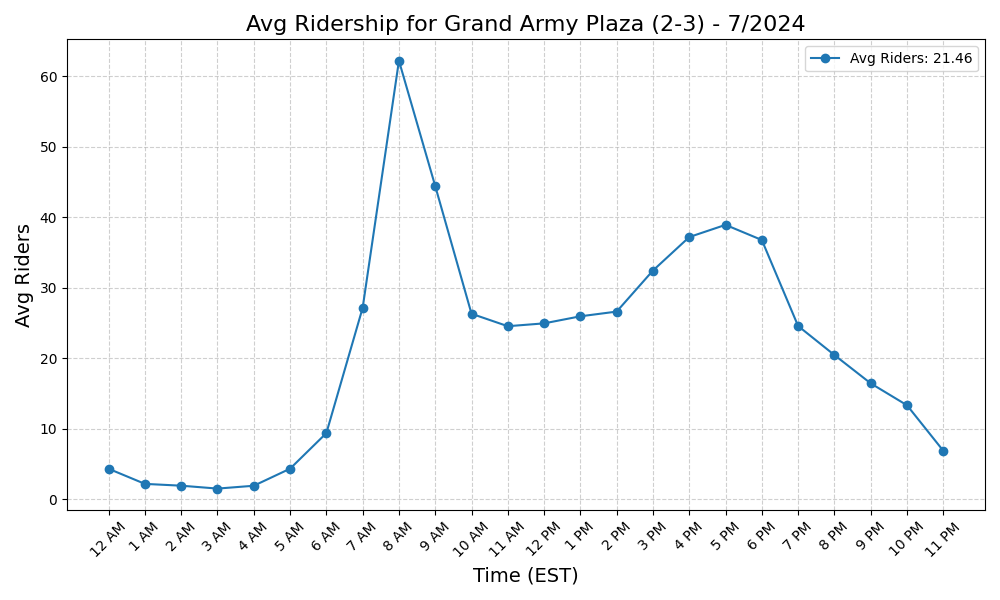 Avg Ridership for Grand Army Plaza (2-3) - 7/2024
Avg Riders: 21.46
Avg Riders
60
50
40
30
20
10
0
12 AM
1 AM
2 AM
3 AM
4 AM
5 AM
6 AM
7 AM
8 AM
9 AM
10 AM
11 AM
12 PM
1 PM
2 PM
3 PM
4 PM
5 PM
6 PM
7 PM
8 PM
9 PM
10 PM
11 PM
Time (EST)